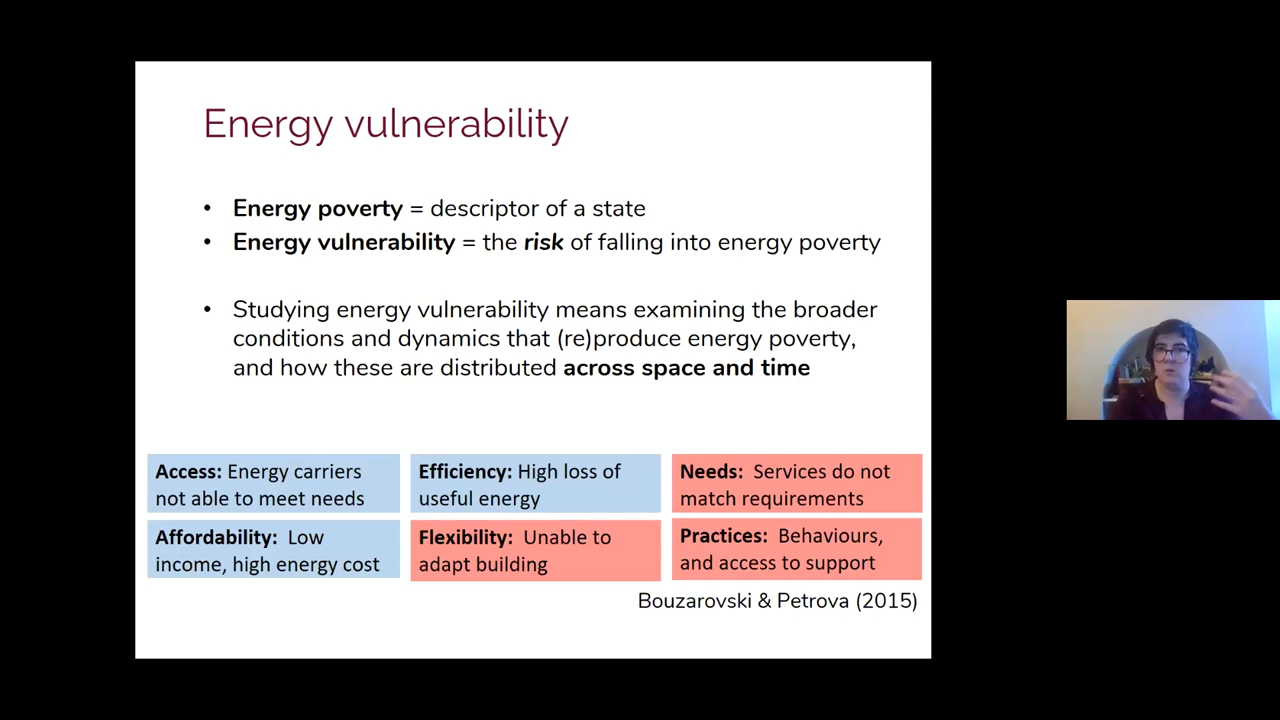 Energy vulnerability
• Energy poverty = descriptor of a state
• Energy vulnerability = the risk of falling into energy poverty
• Studying energy vulnerability means examining the broader
conditions and dynamics that (re)produce energy poverty,
and how these are distributed across space and time
Access: Energy carriers
not able to meet needs
Efficiency: High loss of
useful energy
Needs: Services do not
match requirements
Affordability: Low
income, high energy cost
Flexibility: Unable to
adapt building
Practices: Behaviours,
and access to support
Bouzarovski & Petrova (2015)